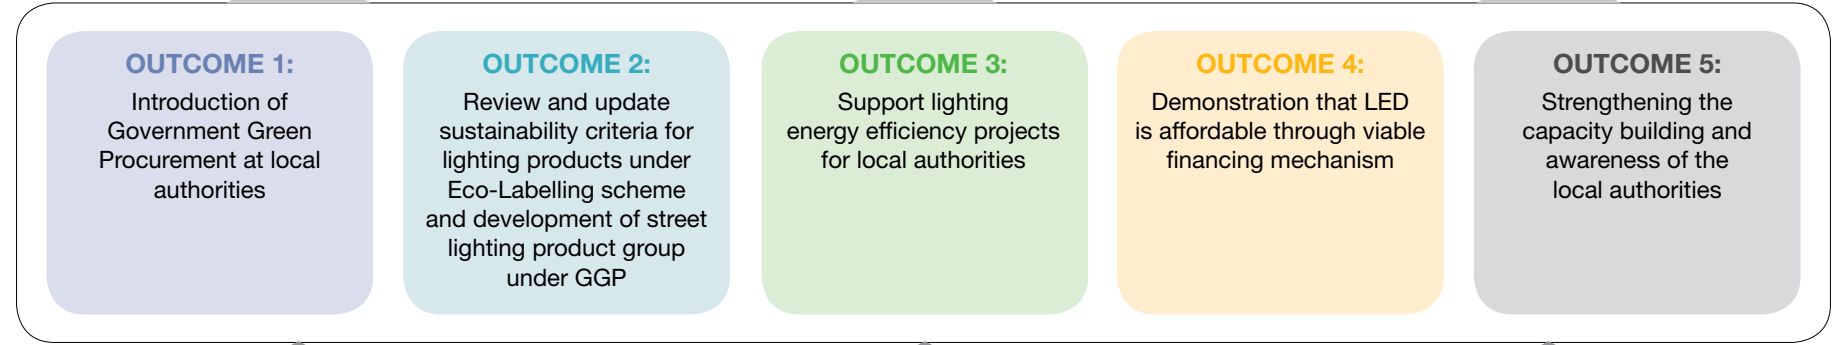 OUTCOME 1:
Introduction of
Government Green
Procurement at local
authorities
OUTCOME 2:
Review and update
sustainability criteria for
lighting products under
Eco-Labelling scheme
and development of street
lighting product group
under GGP
OUTCOME 3:
Support lighting
energy efficiency projects
for local authorities
OUTCOME 4:
Demonstration that LED
is affordable through viable
financing mechanism
OUTCOME 5:
Strengthening the
capacity building and
awareness of the
local authorities